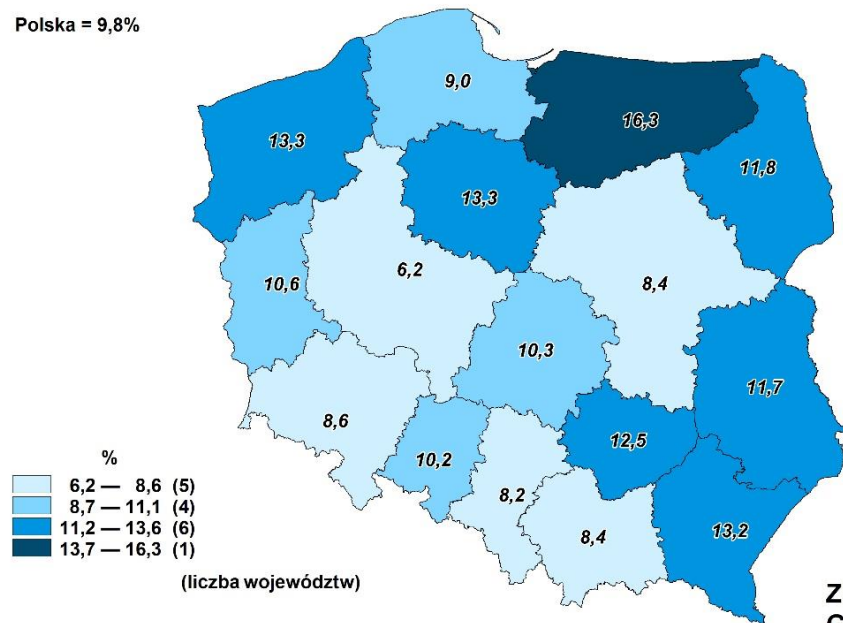 Polska = 9,8%
9,0
16,3
13,3
11,8
13,3
6,2
8,4
10,6
10,3
11,7
8,6
12,5
10,2
8,2
13,2
8,4
%
6,2 — 8,6 (5)
8,7 — 11,1 (4)
11,2 — 13,6 (6)
13,7 — 16,3 (1)
(liczba województw)
Z